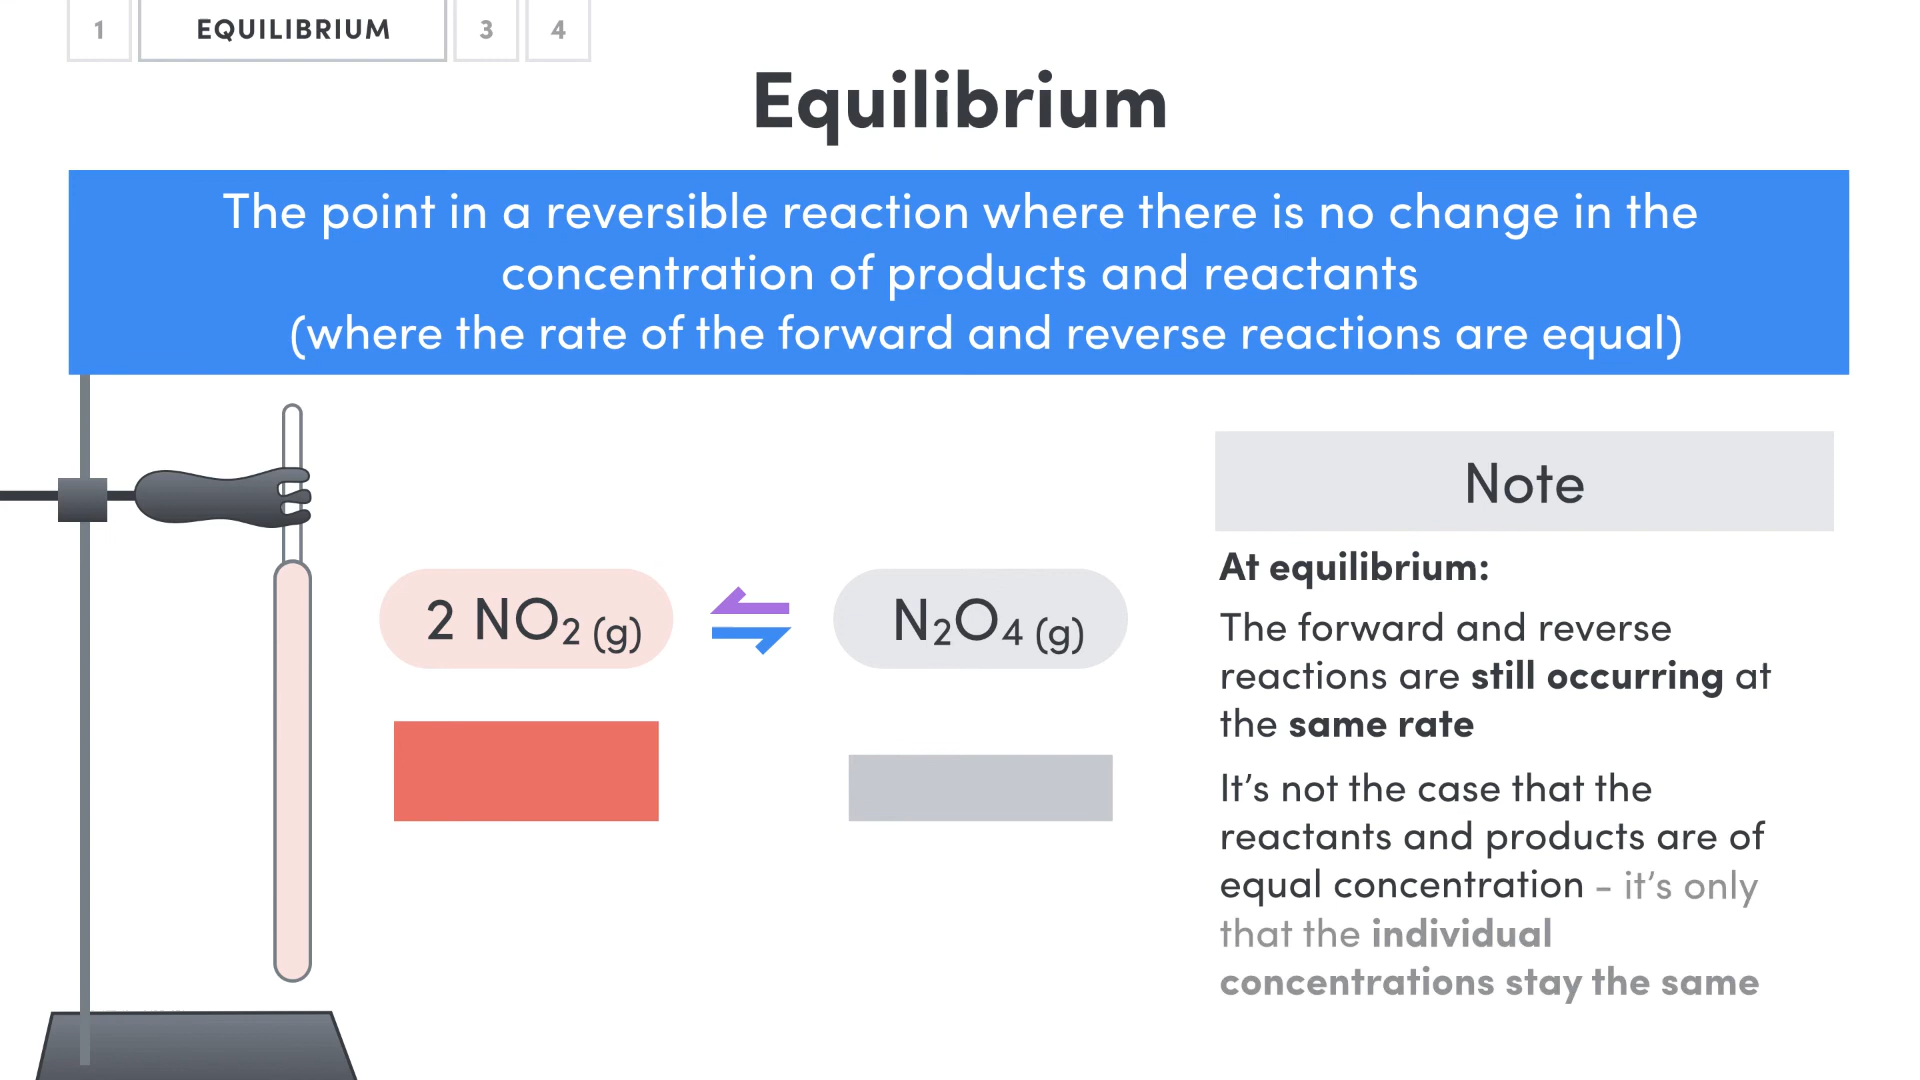 1 EQUILIBRIUM 3 4
Equilibrium
The point in a reversible reaction where there is no change in the
concentration of products and reactants
(where the rate of the forward and reverse reactions are equal)
2 NO₂ (g) ⇌ N₂O₄ (g)
Note
At equilibrium:
The forward and reverse
reactions are still occurring at
the same rate
It’s not the case that the
reactants and products are of
equal concentration - it’s only
that the individual
concentrations stay the same